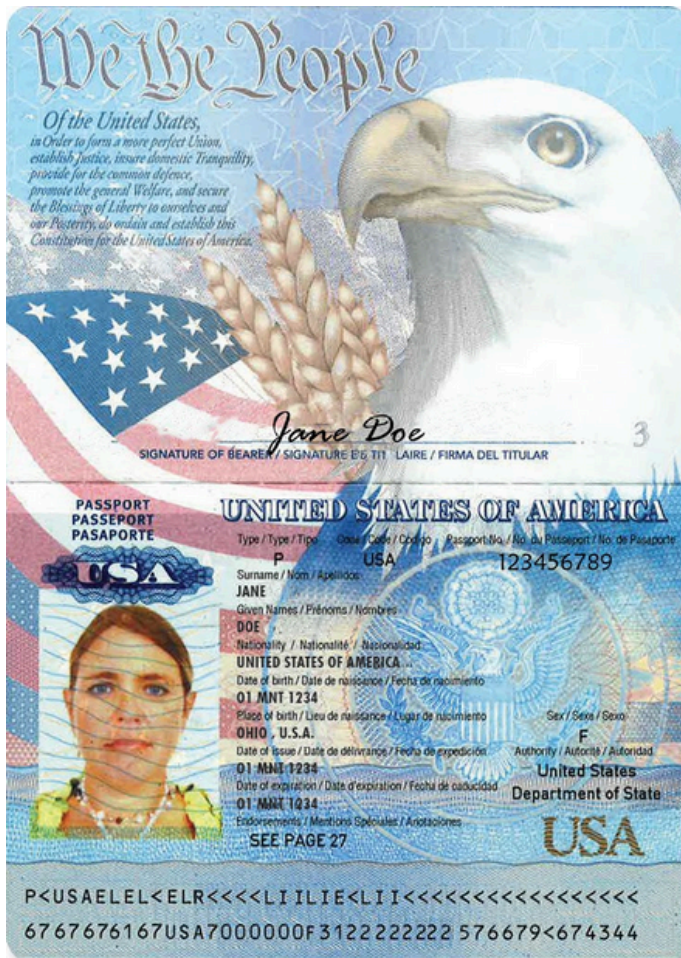 We the People
Of the United States,
in Order to form a more perfect Union,
establish Justice, insure domestic Tranquility,
provide for the common defence,
promote the general Welfare, and secure
the Blessings of Liberty to ourselves and
our Posterity, do ordain and establish this
Constitution for the United States of America.
Jane Doe
3
SIGNATURE OF BEARER / SIGNATURE LAIRE / FIRMA DEL TITULAR
PASSPORT
PASSEPORT
PASAPORTE
USA
UNITED STATES OF AMERICA
Type / Type / Tipo Code / Code / Código Passport No. / No. du Passeport / No. de Pasaporte
P USA 123456789
Surname / Nom / Apellidos
JANE
Given Names / Prénoms / Nombres
DOE
Nationality / Nationalité / Nacionalidad
UNITED STATES OF AMERICA
Date of birth / Date de naissance / Fecha de nacimiento
01 MNT 1234
Place of birth / Lieu de naissance / Lugar de nacimiento
OHIO , U.S.A.
Date of issue / Date de délivrance / Fecha de expedición
01 MNT 1234
Date of expiration / Date d'expiration / Fecha de caducidad
01 MNT 1234
Endorsements / Mentions Spéciales / Anotaciones
SEE PAGE 27
Sex / Sexe / Sexo
F
Authority / Autorité / Autoridad
United States
Department of State
USA
P<USAELEL<ELR<<<<LIILIE<LII<<<<<<<<<<<<<<<<<
6767676167USA7000000F3122222222 576679<674344